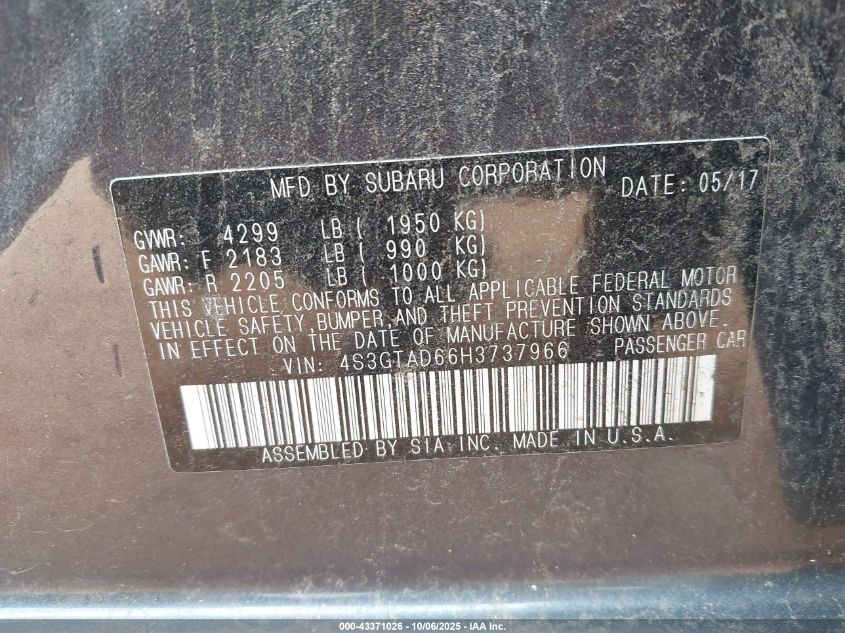 MFD BY SUBARU CORPORATION DATE: 05/17
GVWR: 4299 LB ( 1950 KG)
GAWR: F 2183 LB ( 990 KG)
GAWR: R 2205 LB ( 1000 KG)
THIS VEHICLE CONFORMS TO ALL APPLICABLE FEDERAL MOTOR
VEHICLE SAFETY,BUMPER,AND THEFT PREVENTION STANDARDS
IN EFFECT ON THE DATE OF MANUFACTURE SHOWN ABOVE.
VIN: 4S3GTAD66H3737966 PASSENGER CAR
ASSEMBLED BY SIA INC. MADE IN U.S.A.
000-43371026 - 10/06/2025 - IAA Inc.